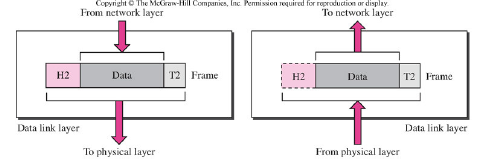 Copyright © The McGraw-Hill Companies, Inc. Permission required for reproduction or display.
From network layer
H2 Data T2 Frame
Data link layer
To physical layer
To network layer
H2 Data T2 Frame
Data link layer
From physical layer